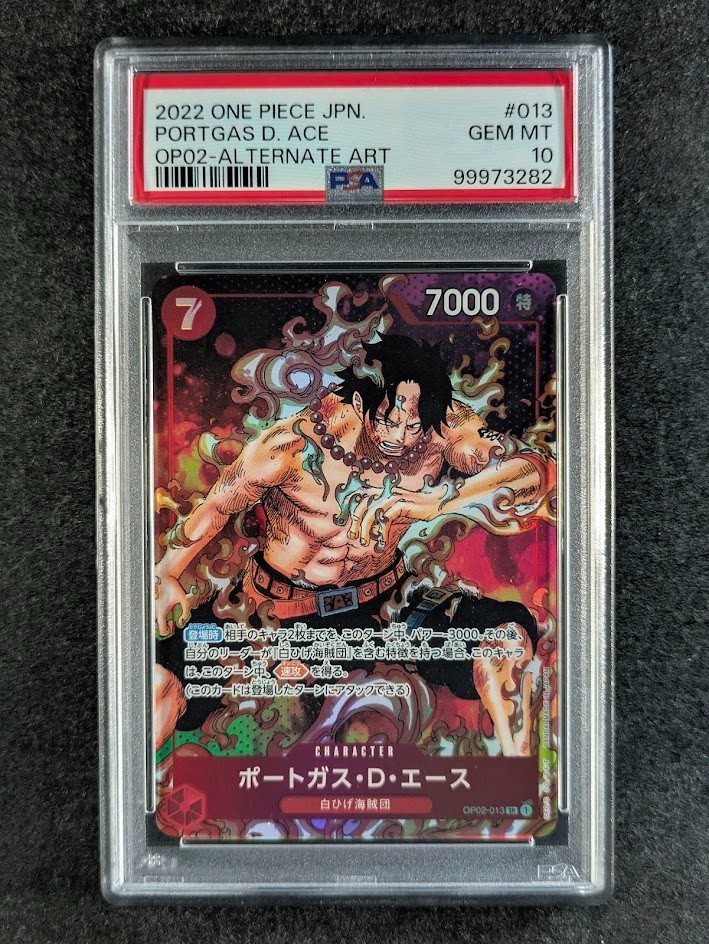 2022 ONE PIECE JPN. #013
PORTGAS D. ACE GEM MT
OP02-ALTERNATE ART 10
PSA 99973282
7 7000 特
登場時 相手のキャラ2枚までを、このターン中、パワー-3000。その後、
自分のリーダーが『白ひげ海賊団』を含む特徴を持つ場合、このキャラ
は、このターン中、速攻を得る。
(このカードは登場したターンにアタックできる)
CHARACTER
ポートガス・D・エース
白ひげ海賊団
OP02-013 SR 1
PSA